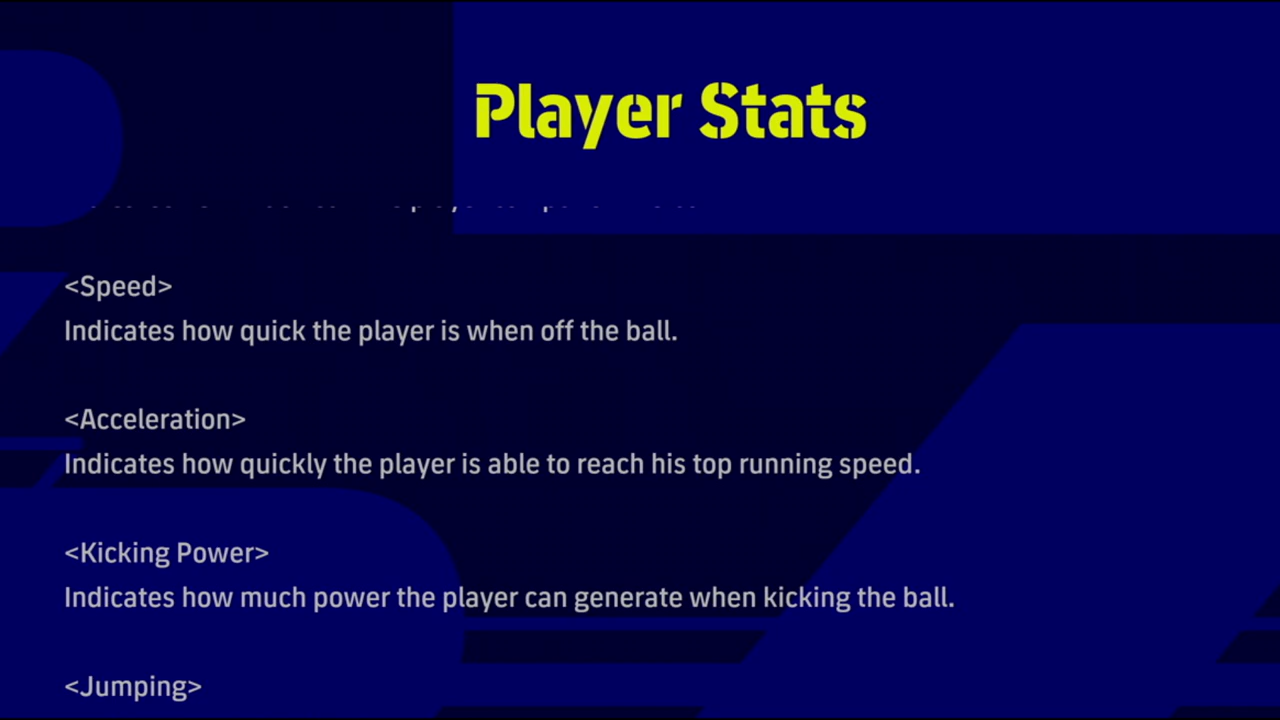 Player Stats
<Speed>
Indicates how quick the player is when off the ball.
<Acceleration>
Indicates how quickly the player is able to reach his top running speed.
<Kicking Power>
Indicates how much power the player can generate when kicking the ball.
<Jumping>